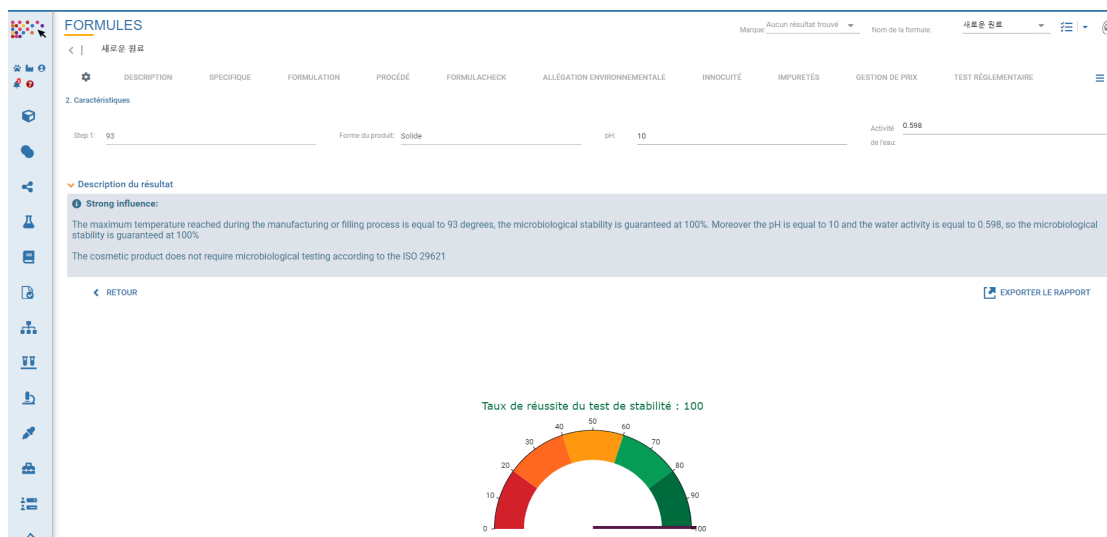 FORMULES
Marque: Aucun résultat trouvé
Nom de la formule: 새로운 원료
새로운 원료
DESCRIPTION SPECIFIQUE FORMULATION PROCÉDÉ FORMULACHECK ALLÉGATION ENVIRONNEMENTALE INNOCUITÉ IMPURETÉS GESTION DE PRIX TEST RÉGLEMENTAIRE
2. Caractéristiques
Step 1: 93 Forme du produit: Solide pH: 10 Activité de l'eau: 0.598
Description du résultat
Strong influence:
The maximum temperature reached during the manufacturing or filling process is equal to 93 degrees, the microbiological stability is guaranteed at 100%. Moreover the pH is equal to 10 and the water activity is equal to 0.598, so the microbiological
stability is guaranteed at 100%
The cosmetic product does not require microbiological testing according to the ISO 29621
RETOUR
EXPORTER LE RAPPORT
Taux de réussite du test de stabilité : 100
0
10
20
30
40
50
60
70
80
90
100